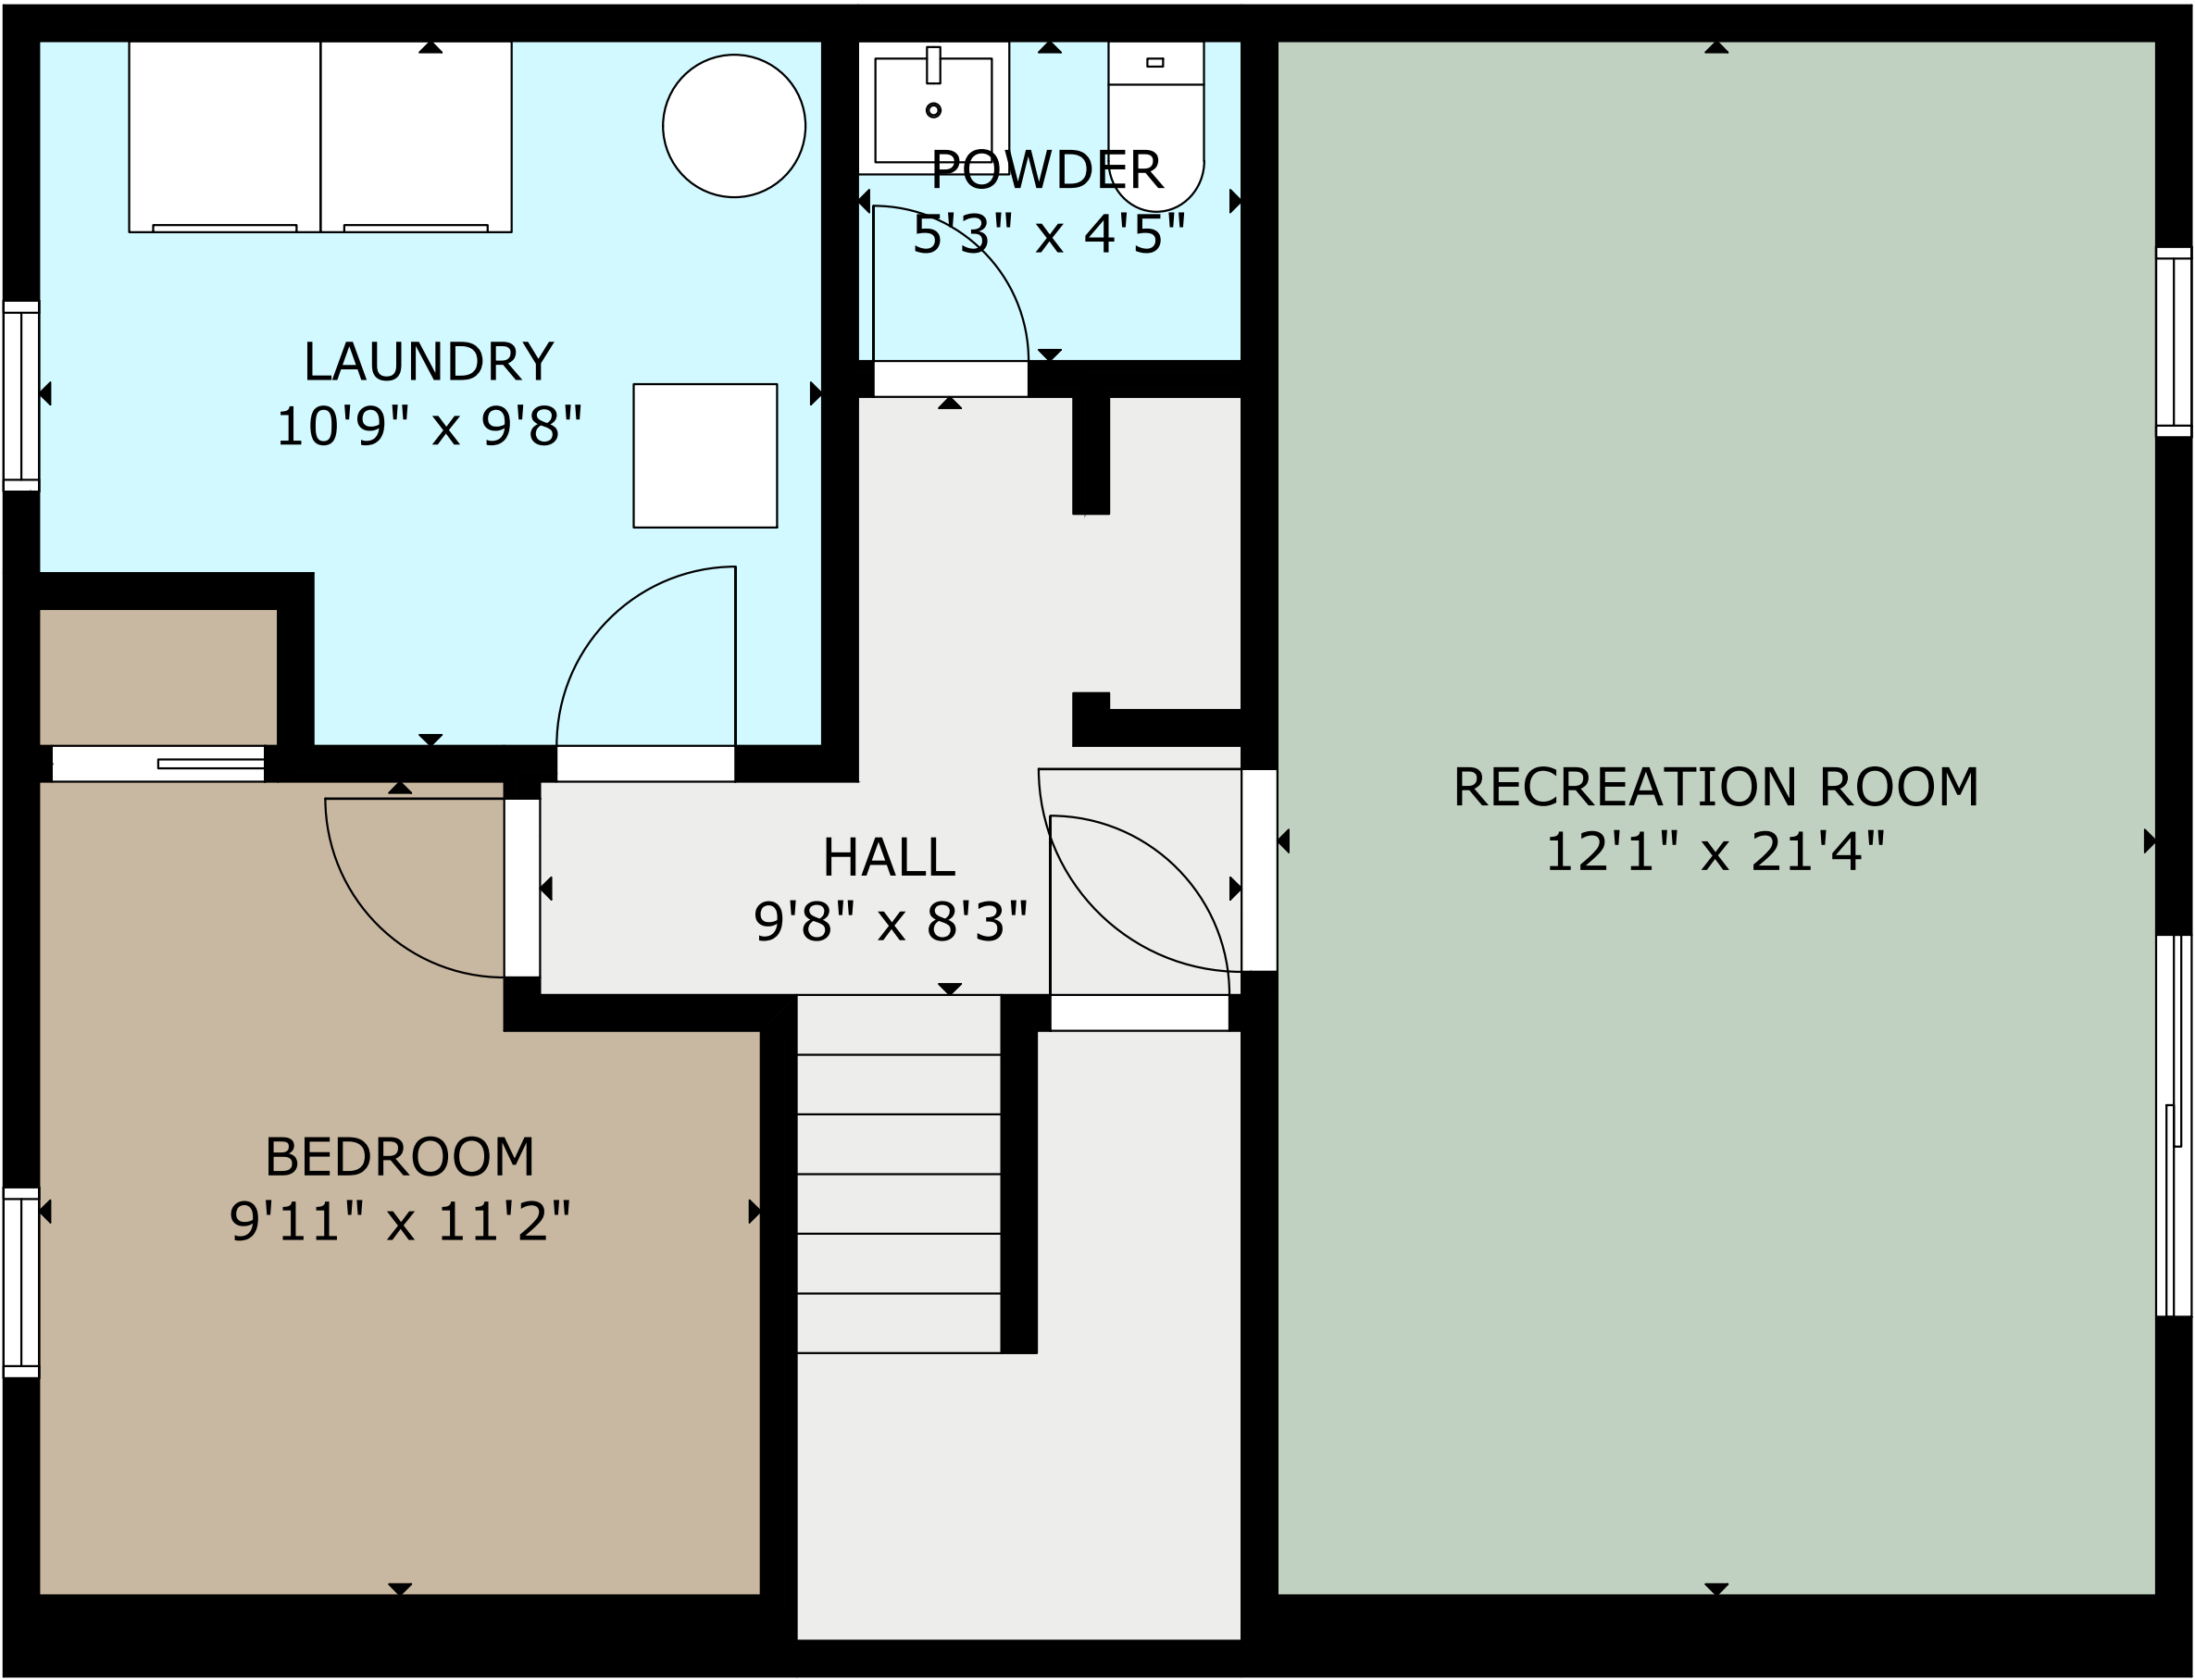 POWDER
5'3" x 4'5"
LAUNDRY
10'9" x 9'8"
RECREATION ROOM
12'1" x 21'4"
HALL
9'8" x 8'3"
BEDROOM
9'11" x 11'2"